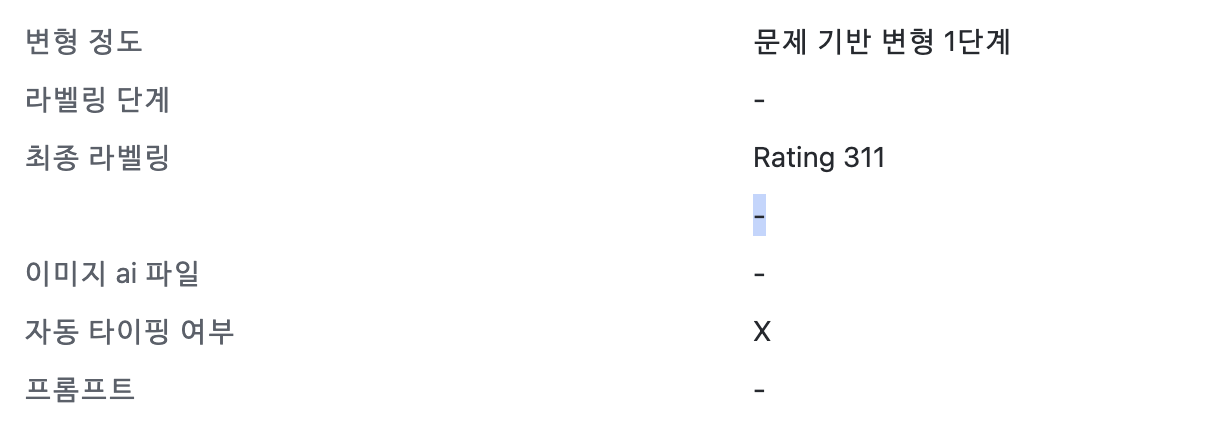 변형 정도 문제 기반 변형 1단계
라벨링 단계 -
최종 라벨링 Rating 311
-
이미지 ai 파일 -
자동 타이핑 여부 X
프롬프트 -